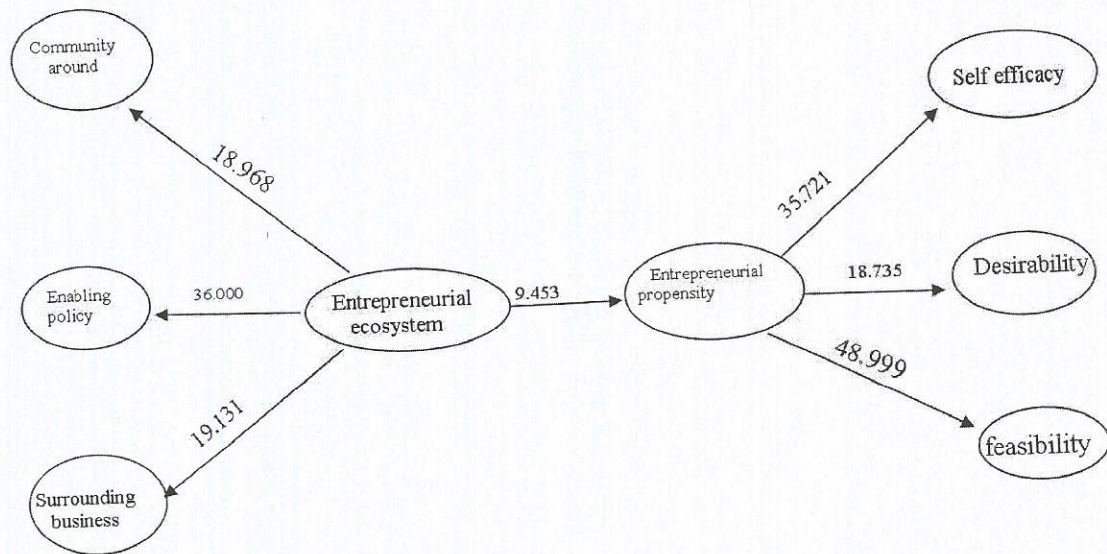 Community
around
Self efficacy
18.968
35.721
Enabling
policy
36.000
Entrepreneurial
ecosystem
9.453
Entrepreneurial
propensity
18.735
Desirability
48.999
19.131
feasibility
Surrounding
business